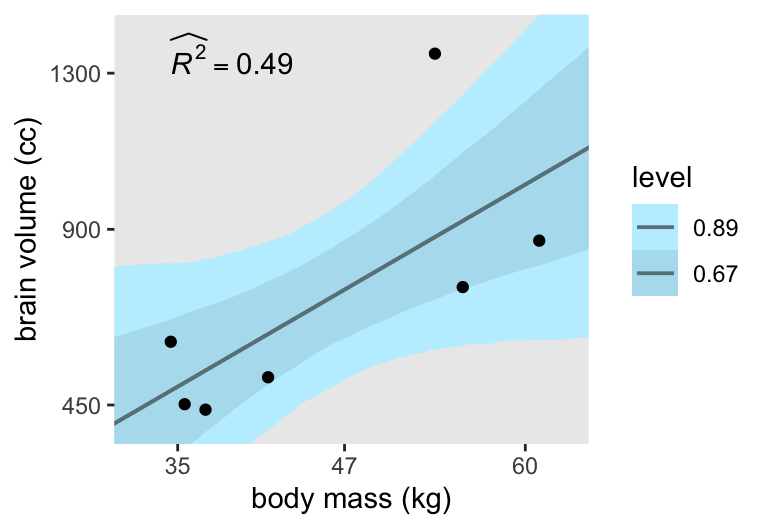 R² = 0.49
1300
900
450
brain volume (cc)
35
47
60
body mass (kg)
level
0.89
0.67